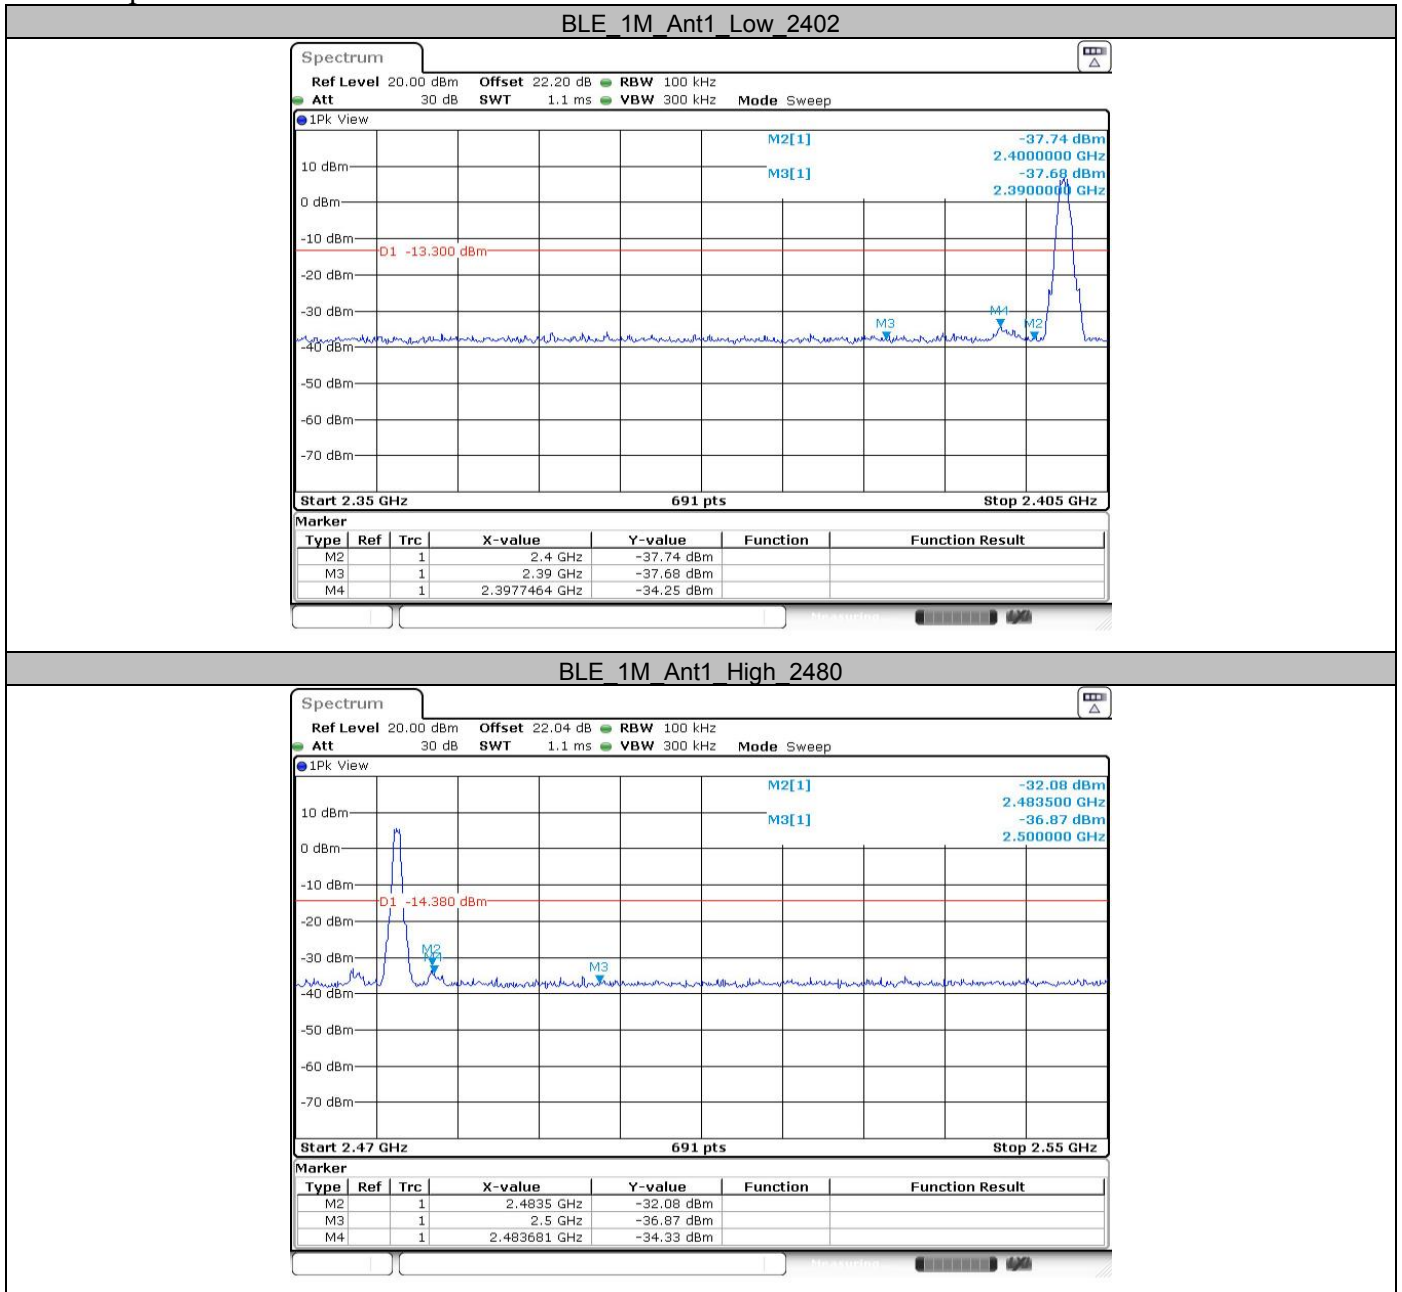 BLE_1M_Ant1_Low_2402
Spectrum
Ref Level 20.00 dBm Offset 22.20 dB RBW 100 kHz
Att 30 dB SWT 1.1 ms VBW 300 kHz Mode Sweep
1Pk View
M2[1] -37.74 dBm
2.4000000 GHz
10 dBm
M3[1] -37.68 dBm
2.3900000 GHz
0 dBm
-10 dBm
D1 -13.300 dBm
-20 dBm
-30 dBm
M4
M3 M2
-40 dBm
-50 dBm
-60 dBm
-70 dBm
Start 2.35 GHz 691 pts Stop 2.405 GHz
Marker
Type Ref Trc X-value Y-value Function Function Result
M2 1 2.4 GHz -37.74 dBm
M3 1 2.39 GHz -37.68 dBm
M4 1 2.3977464 GHz -34.25 dBm
Measuring
BLE_1M_Ant1_High_2480
Spectrum
Ref Level 20.00 dBm Offset 22.04 dB RBW 100 kHz
Att 30 dB SWT 1.1 ms VBW 300 kHz Mode Sweep
1Pk View
M2[1] -32.08 dBm
2.483500 GHz
10 dBm
M3[1] -36.87 dBm
2.500000 GHz
0 dBm
-10 dBm
D1 -14.380 dBm
-20 dBm
M2
M4
-30 dBm
M3
-40 dBm
-50 dBm
-60 dBm
-70 dBm
Start 2.47 GHz 691 pts Stop 2.55 GHz
Marker
Type Ref Trc X-value Y-value Function Function Result
M2 1 2.4835 GHz -32.08 dBm
M3 1 2.5 GHz -36.87 dBm
M4 1 2.483681 GHz -34.33 dBm
Measuring